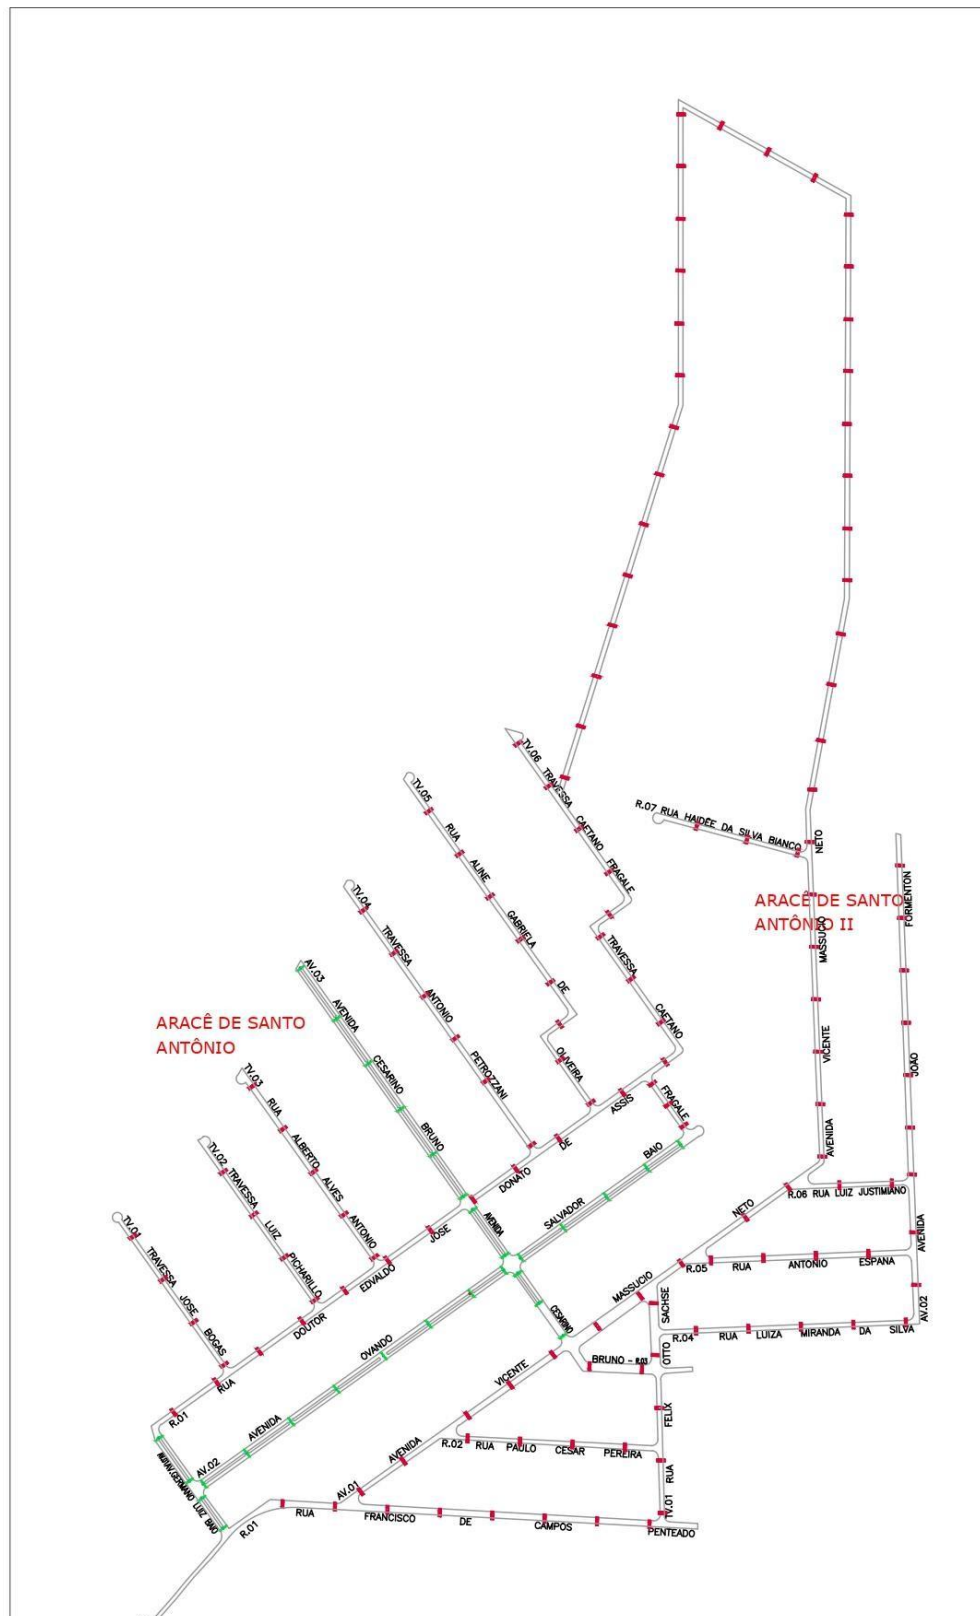 TV.06 TRAVESSA CAETANO FRAGALE
TRAVESSA CAETANO
FRAGALE
TV.05 RUA ALINE GABRIELA DE
OLIVEIRA
R.07 RUA HAIDÉE DA SILVA BIANCO
TV.04 TRAVESSA ANTONIO PETROZZANI
ARACÊ DE SANTO
ANTÔNIO II
AV.03 AVENIDA CESARINO BRUNO
AVENIDA
CESARINO
BRUNO - R.03
ARACÊ DE SANTO
ANTÔNIO
TV.03 RUA ALBERTO ALVES ANTONIO
TV.02 TRAVESSA LUIZ PICHARILLO
TV.01 TRAVESSA JOSE BOGAS
R.01 RUA DOUTOR EDVALDO JOSE DONATO DE ASSIS
AV.02 AVENIDA OVANDO SALVADOR BAIO
GERMANO LUIZ BAIO
AV.01 AVENIDA VICENTE MASSUCIO NETO
AVENIDA VICENTE MASSUCIO NETO
AV.02 AVENIDA JOAO FORMENTON
R.06 RUA LUIZ JUSTIMIANO
R.05 RUA ANTONIO ESPANA
R.04 RUA LUIZA MIRANDA DA SILVA
TV.01 RUA FELIX OTTO SACHSE
R.02 RUA PAULO CESAR PEREIRA
R.01 RUA FRANCISCO DE CAMPOS PENTEADO